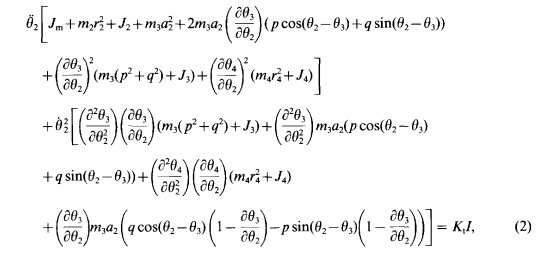 θ̈₂[Jₘ+m₂r₂²+J₂+m₃a₂²+2m₃a₂(∂θ₃/∂θ₂)(p cos(θ₂−θ₃)+q sin(θ₂−θ₃))
+(∂θ₃/∂θ₂)²(m₃(p²+q²)+J₃)+(∂θ₄/∂θ₂)²(m₄r₄²+J₄)]
+θ̇₂²[(∂²θ₃/∂θ₂²)(∂θ₃/∂θ₂)(m₃(p²+q²)+J₃)+(∂²θ₃/∂θ₂²)m₃a₂(p cos(θ₂−θ₃)
+q sin(θ₂−θ₃))+(∂²θ₄/∂θ₂²)(∂θ₄/∂θ₂)(m₄r₄²+J₄)
+(∂θ₃/∂θ₂)m₃a₂(q cos(θ₂−θ₃)(1−∂θ₃/∂θ₂)−p sin(θ₂−θ₃)(1−∂θ₃/∂θ₂))]=KₜI, (2)